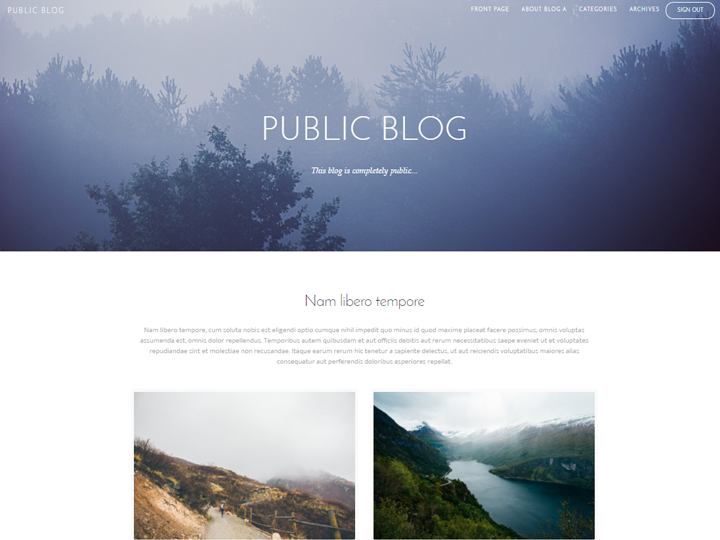 PUBLIC BLOG
FRONT PAGE ABOUT BLOG A CATEGORIES ARCHIVES SIGN OUT
PUBLIC BLOG
This blog is completely public...
Nam libero tempore
Nam libero tempore, cum soluta nobis est eligendi optio cumque nihil impedit quo minus id quod maxime placeat facere possimus, omnis voluptas
assumenda est, omnis dolor repellendus. Temporibus autem quibusdam et aut officiis debitis aut rerum necessitatibus saepe eveniet ut et voluptates
repudiandae sint et molestiae non recusandae. Itaque earum rerum hic tenetur a sapiente delectus, ut aut reiciendis voluptatibus maiores alias
consequatur aut perferendis doloribus asperiores repellat.